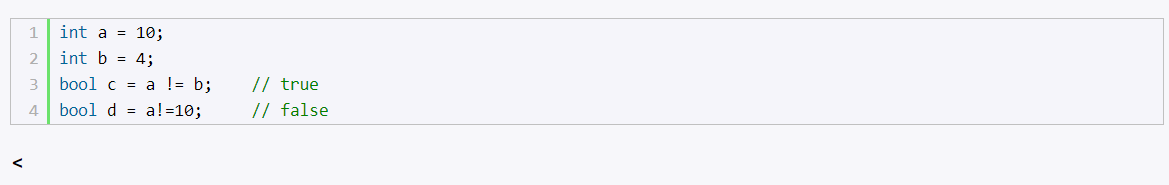 1 int a = 10;
2 int b = 4;
3 bool c = a != b;    // true
4 bool d = a!=10;     // false
<